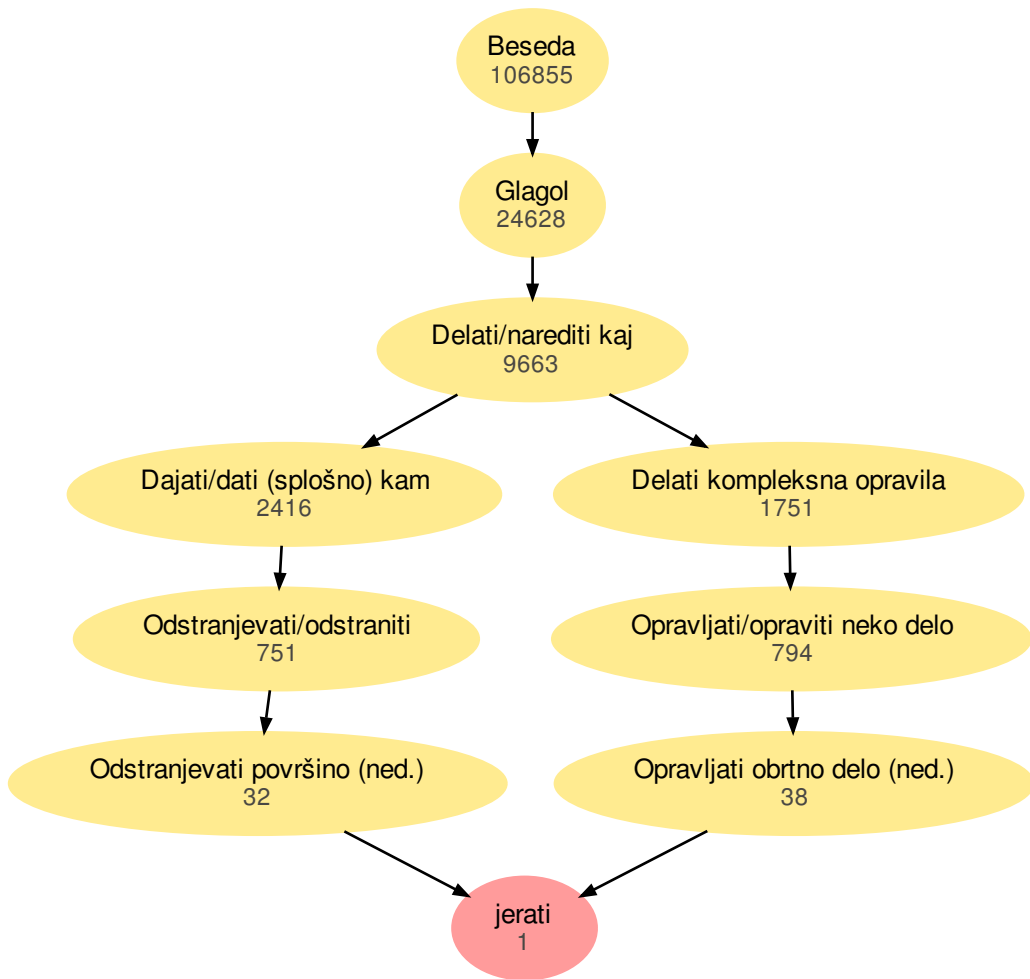 Beseda
106855
Glagol
24628
Delati/narediti kaj
9663
Dajati/dati (splošno) kam
2416
Delati kompleksna opravila
1751
Odstranjevati/odstraniti
751
Opravljati/opraviti neko delo
794
Odstranjevati površino (ned.)
32
Opravljati obrtno delo (ned.)
38
jerati
1